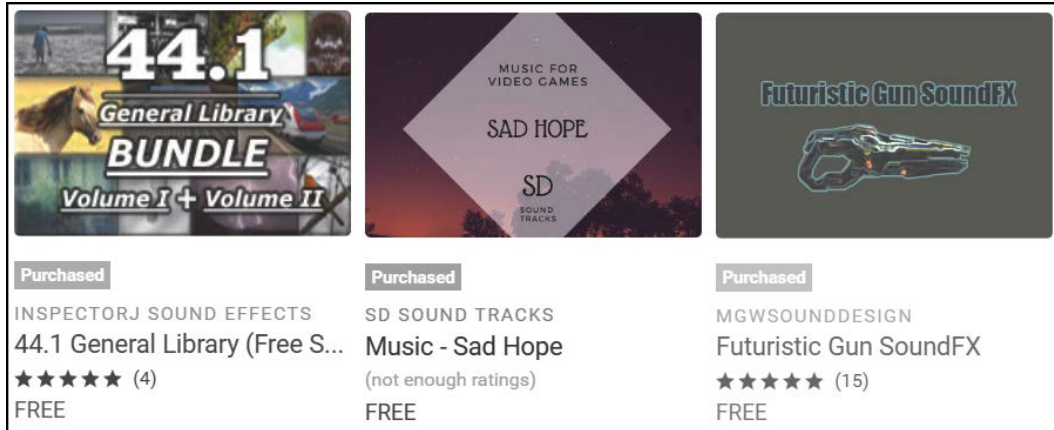 44.1
General Library
BUNDLE
Volume I + Volume II
Purchased
INSPECTORJ SOUND EFFECTS
44.1 General Library (Free S...
★★★★★ (4)
FREE
MUSIC FOR
VIDEO GAMES
SAD HOPE
SD
SOUND
TRACKS
Purchased
SD SOUND TRACKS
Music - Sad Hope
(not enough ratings)
FREE
Futuristic Gun SoundFX
Purchased
MGWSOUNDDESIGN
Futuristic Gun SoundFX
★★★★★ (15)
FREE